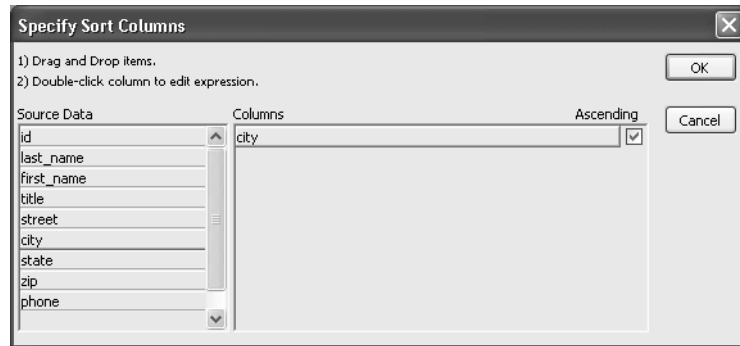 Specify Sort Columns
1) Drag and Drop items.
2) Double-click column to edit expression.
OK
Cancel
Source Data
id
last_name
first_name
title
street
city
state
zip
phone
Columns Ascending
city